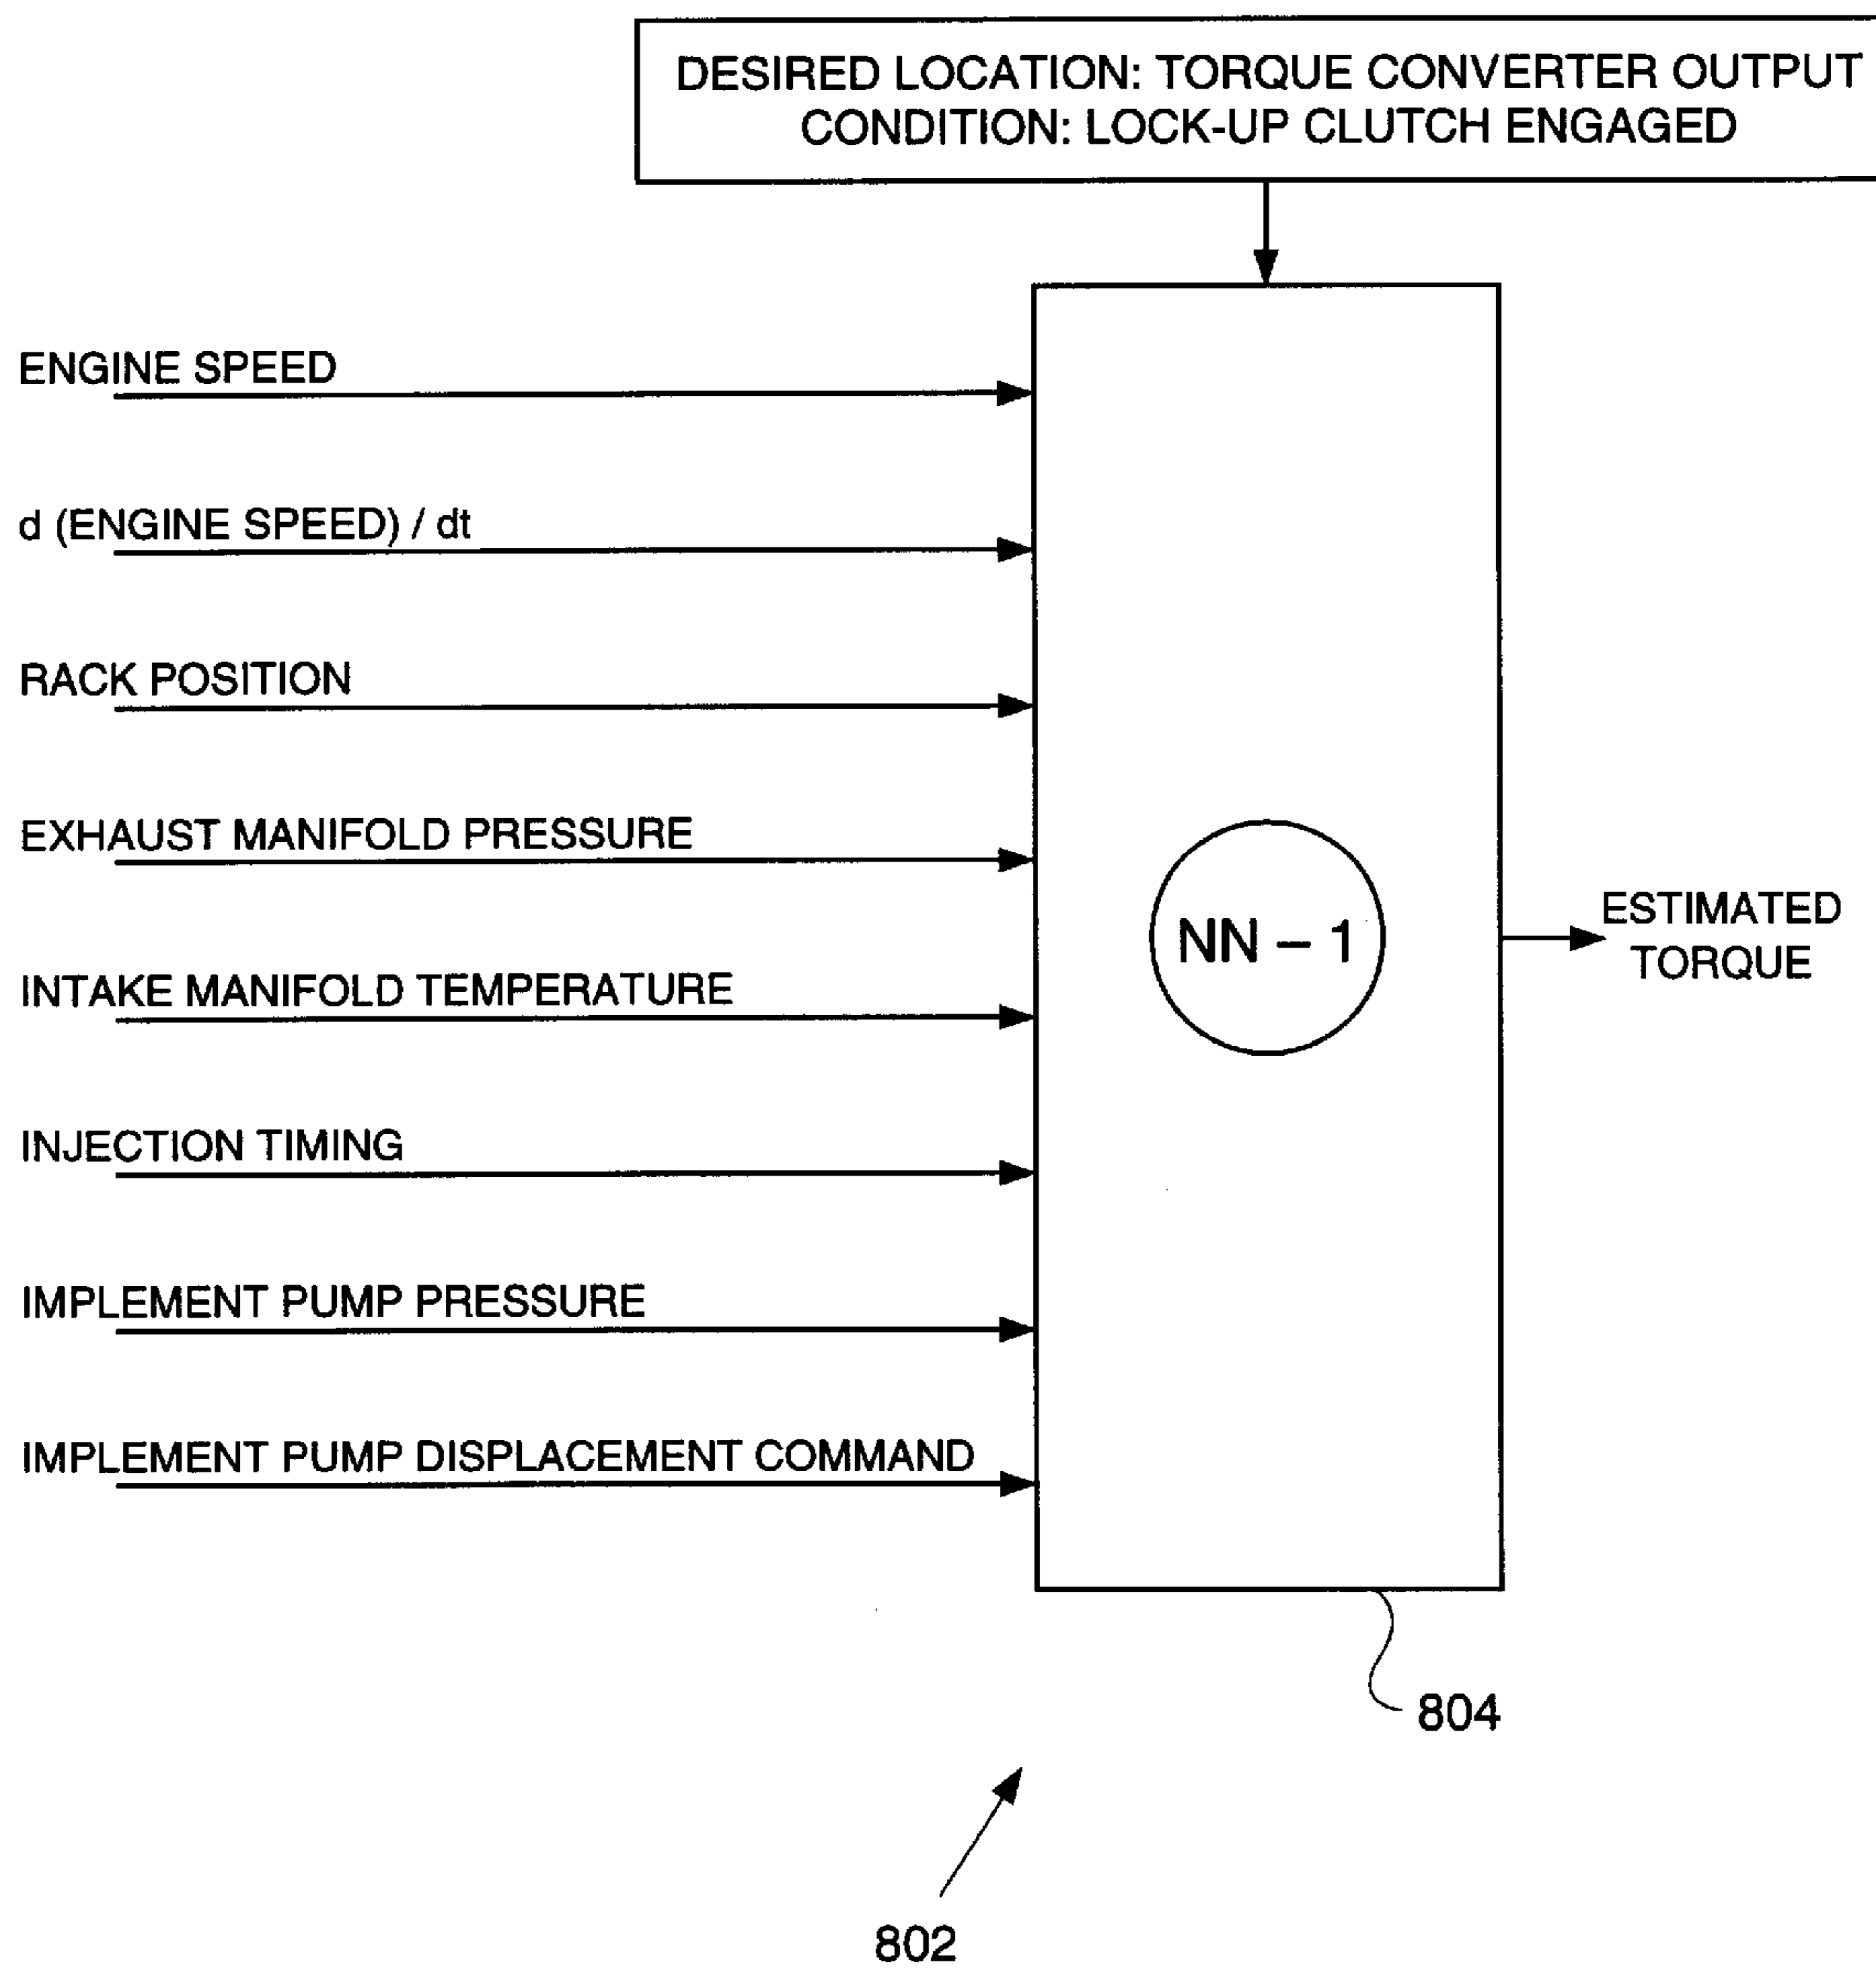 DESIRED LOCATION: TORQUE CONVERTER OUTPUT
CONDITION: LOCK-UP CLUTCH ENGAGED
ENGINE SPEED
d (ENGINE SPEED) / dt
RACK POSITION
EXHAUST MANIFOLD PRESSURE
INTAKE MANIFOLD TEMPERATURE
INJECTION TIMING
IMPLEMENT PUMP PRESSURE
IMPLEMENT PUMP DISPLACEMENT COMMAND
NN – 1
ESTIMATED
TORQUE
804
802